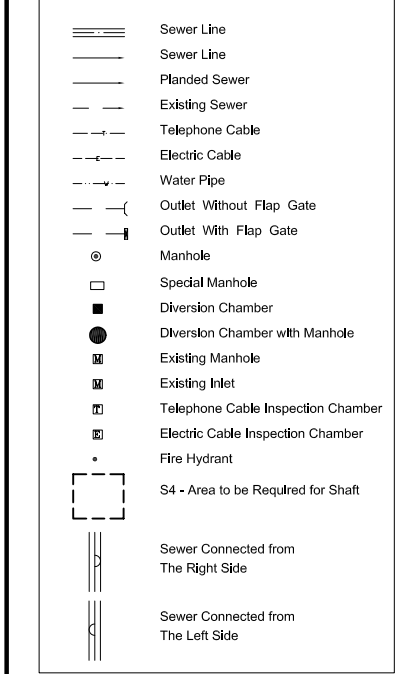 Sewer Line
Sewer Line
Planded Sewer
Existing Sewer
T Telephone Cable
E Electric Cable
W Water Pipe
Outlet Without Flap Gate
Outlet With Flap Gate
Manhole
Special Manhole
Diversion Chamber
Diversion Chamber with Manhole
M Existing Manhole
M Existing Inlet
T Telephone Cable Inspection Chamber
E Electric Cable Inspection Chamber
Fire Hydrant
S4 - Area to be Required for Shaft
Sewer Connected from
The Right Side
Sewer Connected from
The Left Side